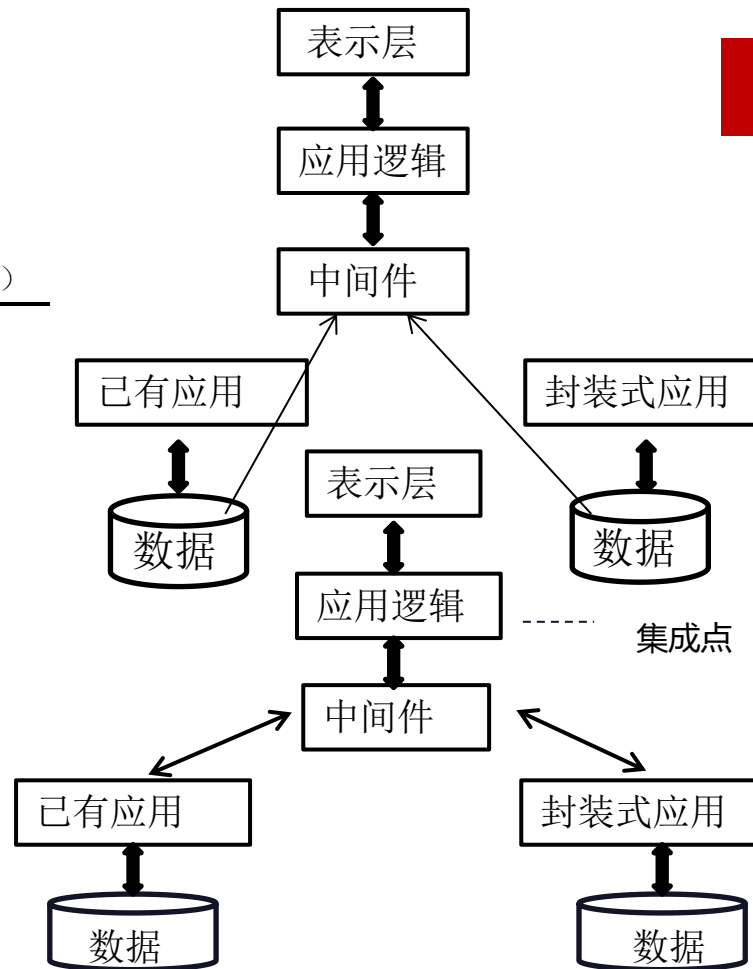 表示层
应用逻辑
）
中间件
已有应用
封装式应用
表示层
数据
数据
应用逻辑
集成点
中间件
已有应用
封装式应用
数据
数据